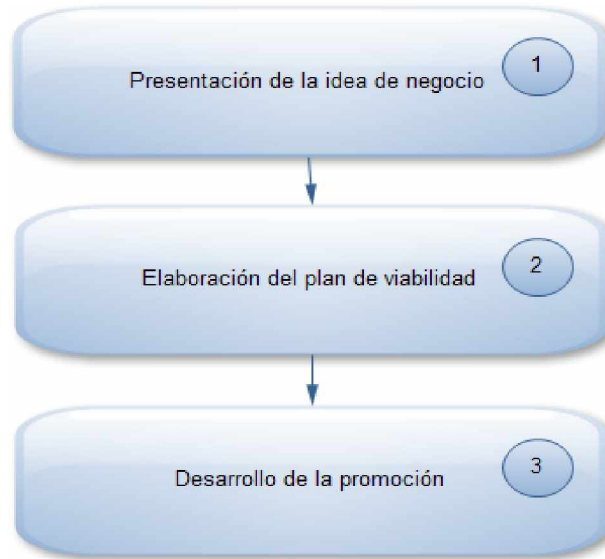 1
Presentación de la idea de negocio
2
Elaboración del plan de viabilidad
3
Desarrollo de la promoción